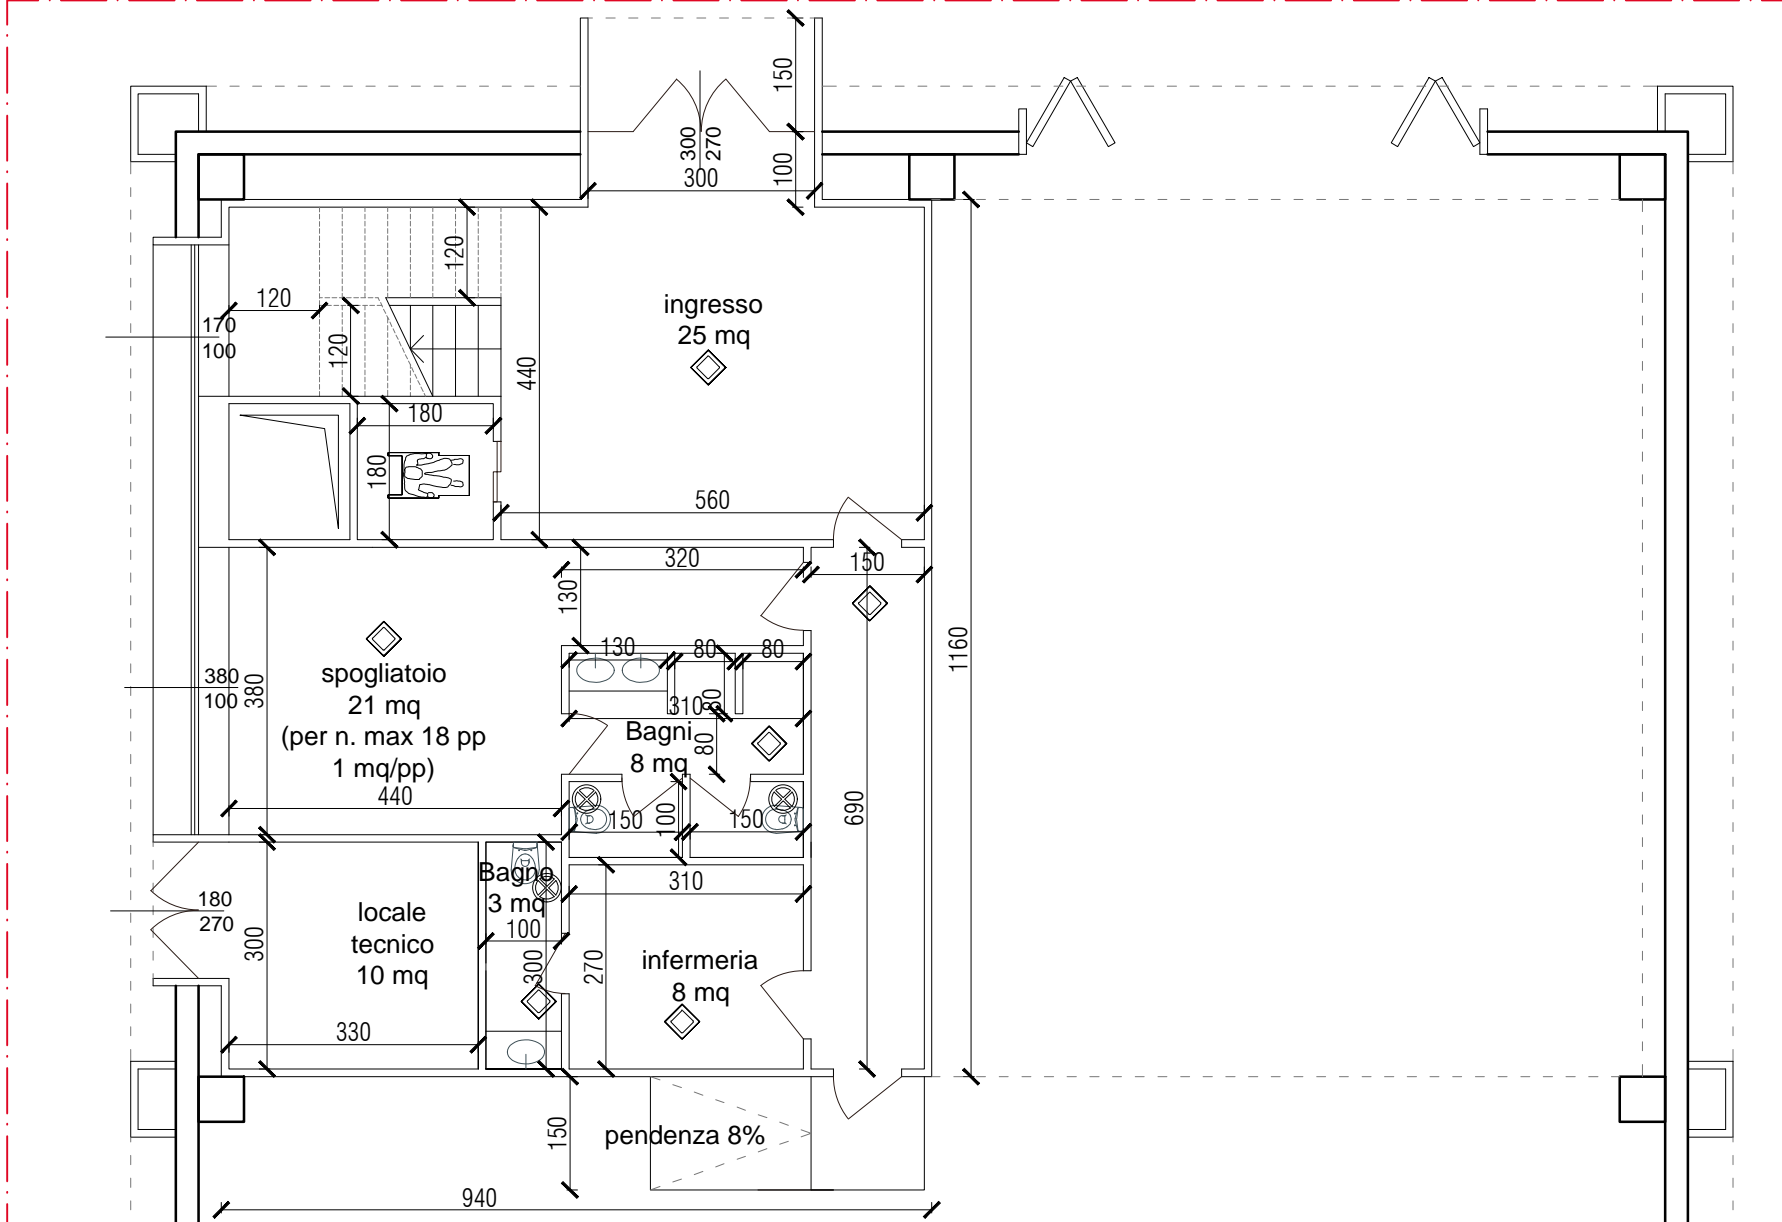 150
300
270
100
300
120
120
170
100
120
440
ingresso
25 mq
180
180
560
320
150
130
130
80
80
1160
380
100
380
spogliatoio
21 mq
(per n. max 18 pp
1 mq/pp)
440
80
310
Bagni
8 mq
80
150
100
150
690
180
270
300
locale
tecnico
10 mq
330
Bagno
3 mq
100
300
310
270
infermeria
8 mq
150
pendenza 8%
940